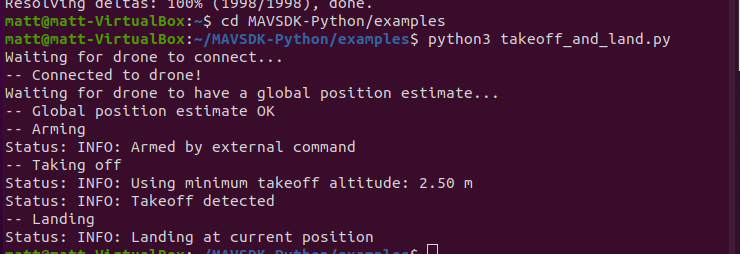 Resolving deltas: 100% (1998/1998), done.
matt@matt-VirtualBox:~$ cd MAVSDK-Python/examples
matt@matt-VirtualBox:~/MAVSDK-Python/examples$ python3 takeoff_and_land.py
Waiting for drone to connect...
-- Connected to drone!
Waiting for drone to have a global position estimate...
-- Global position estimate OK
-- Arming
Status: INFO: Armed by external command
-- Taking off
Status: INFO: Using minimum takeoff altitude: 2.50 m
Status: INFO: Takeoff detected
-- Landing
Status: INFO: Landing at current position
matt@matt-VirtualBox:~/MAVSDK-Python/examples$